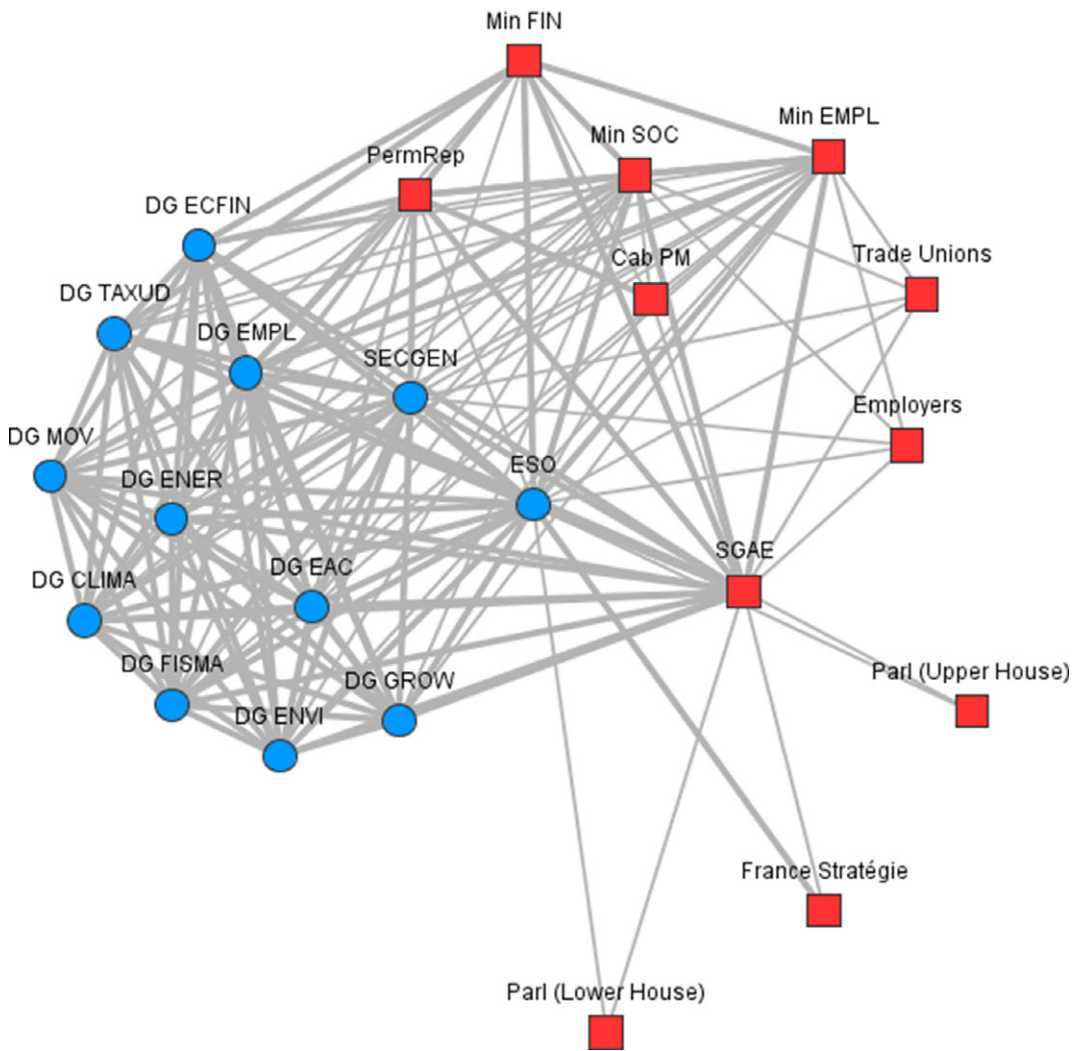 Min FIN
Min EMPL
Min SOC
PermRep
DG ECFIN
Cab PM
Trade Unions
DG TAXUD
DG EMPL
SECGEN
Employers
DG MOV
ESO
DG ENER
SGAE
DG EAC
DG CLIMA
DG FISMA
DG GROW
Parl (Upper House)
DG ENVI
France Stratégie
Parl (Lower House)